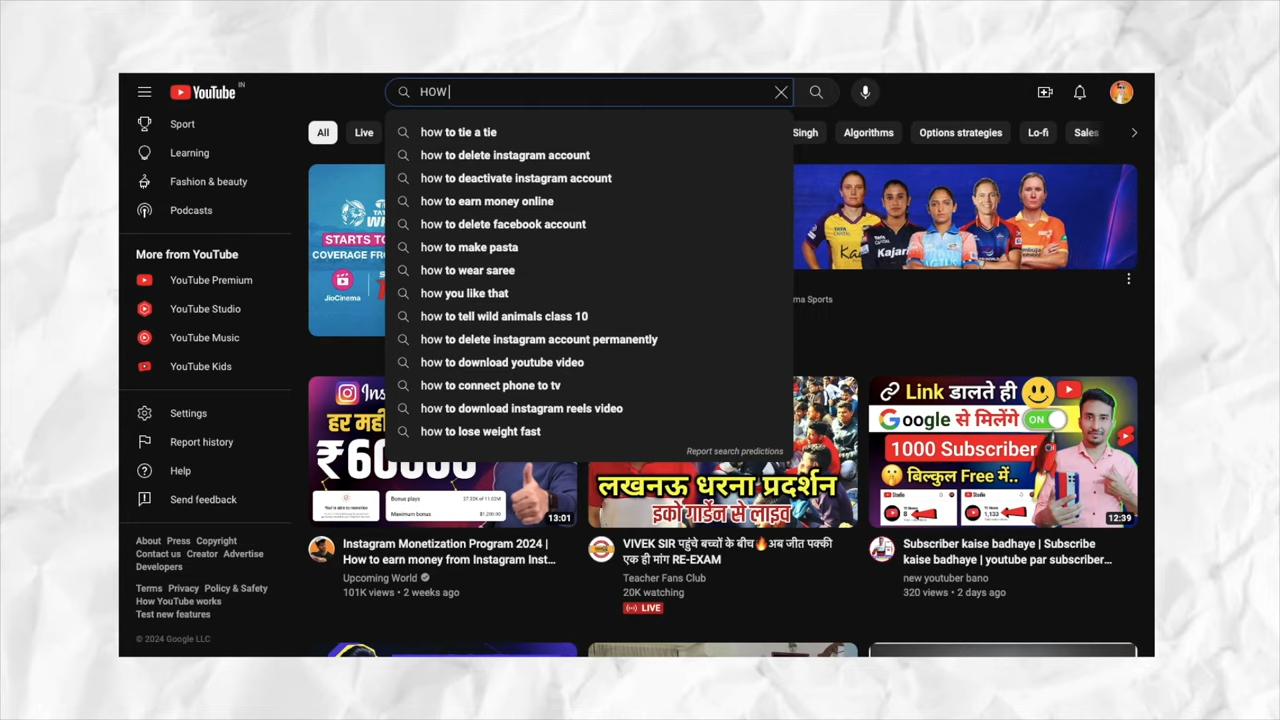 YouTube IN
HOW
Sport
Learning
Fashion & beauty
Podcasts
More from YouTube
YouTube Premium
YouTube Studio
YouTube Music
YouTube Kids
Settings
Report history
Help
Send feedback
About Press Copyright
Contact us Creator Advertise
Developers
Terms Privacy Policy & Safety
How YouTube works
Test new features
© 2024 Google LLC
All
Live
Singh
Algorithms
Options strategies
Lo-fi
Sales
how to tie a tie
how to delete instagram account
how to deactivate instagram account
how to earn money online
how to delete facebook account
how to make pasta
how to wear saree
how you like that
how to tell wild animals class 10
how to delete instagram account permanently
how to download youtube video
how to connect phone to tv
how to download instagram reels video
how to lose weight fast
Report search predictions
STARTS
COVERAGE
JioCinema
Kajari
ma Sports
हर
₹60000
Bonus plays
Maximum bonus
13:01
Instagram Monetization Program 2024 |
How to earn money from Instagram Inst...
Upcoming World
101K views • 2 weeks ago
लखनऊ धरना प्रदर्शन
इको गार्डन से लाइव
VIVEK SIR पहुंचे बच्चों के बीच🔥अब जीत पक्की
एक ही मांग RE-EXAM
Teacher Fans Club
20K watching
LIVE
Link डालते ही
Google से मिलेंगे ON
1000 Subscriber
बिल्कुल Free में..
12:39
Subscriber kaise badhaye | Subscribe
kaise badhaye | youtube par subscriber...
new youtuber bano
320 views • 2 days ago